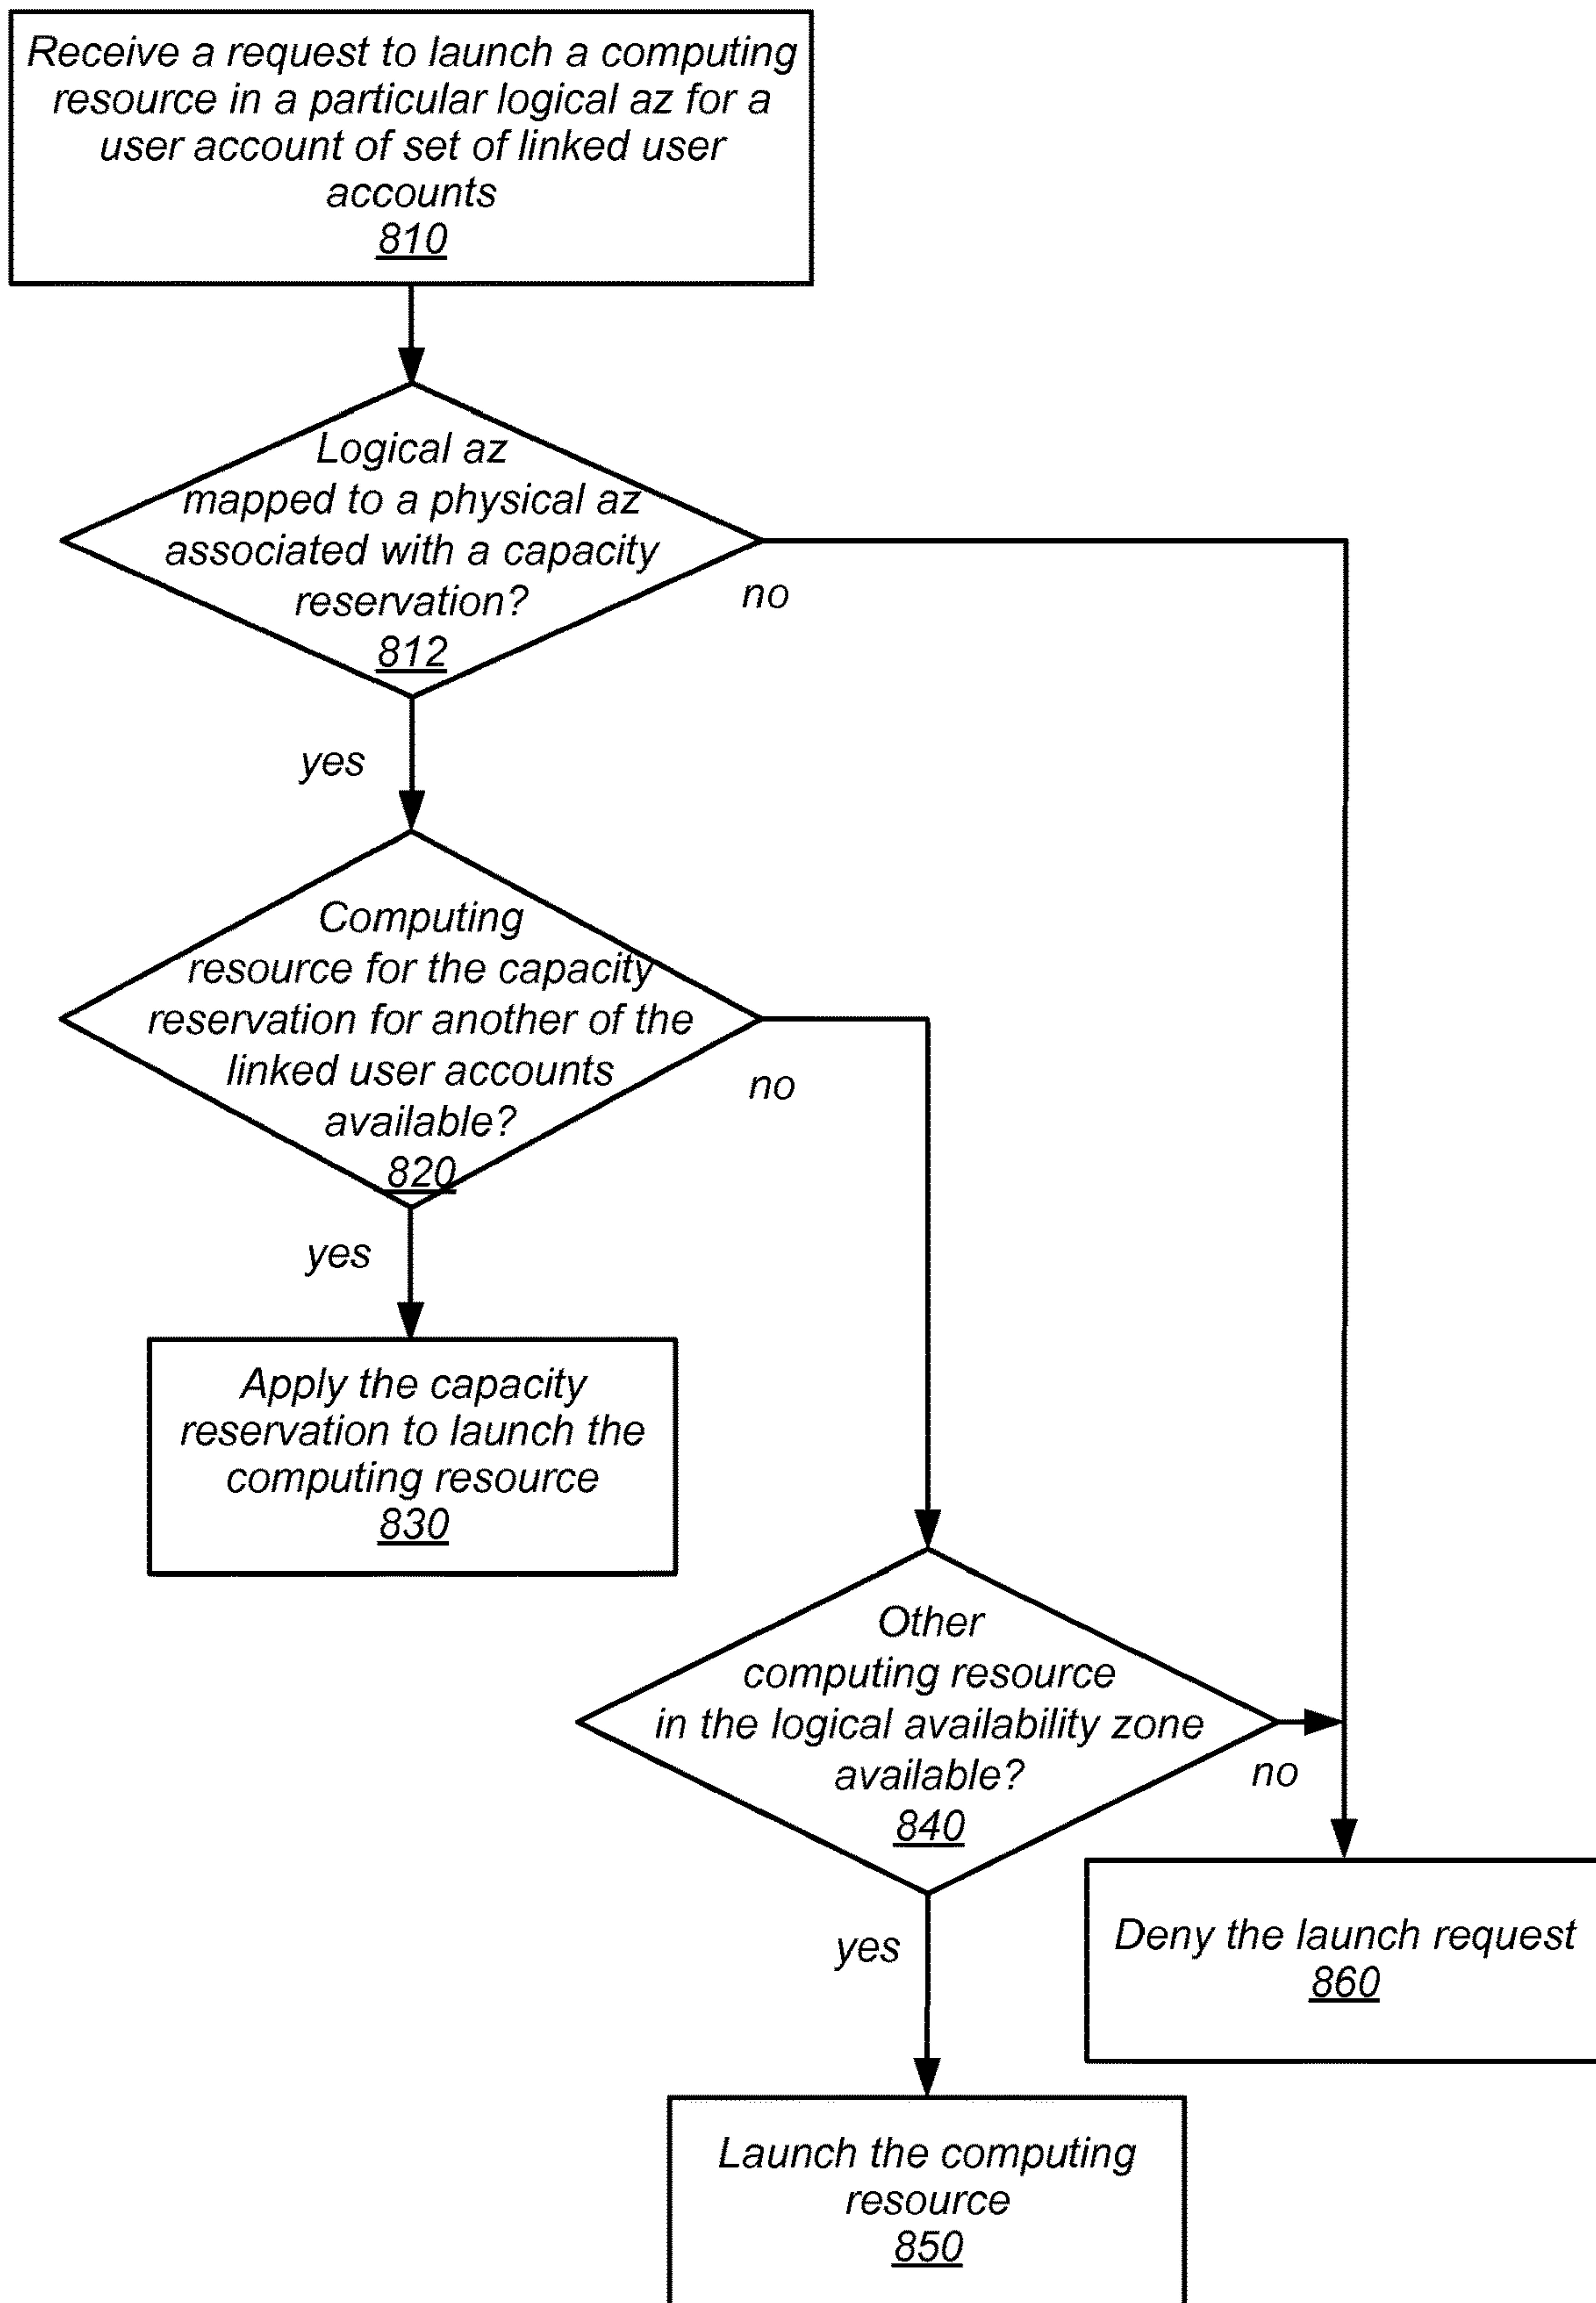 Receive a request to launch a computing
resource in a particular logical az for a
user account of set of linked user
accounts
810
Logical az
mapped to a physical az
associated with a capacity
reservation?
812
no
yes
Computing
resource for the capacity
reservation for another of the
linked user accounts
available?
820
no
yes
Apply the capacity
reservation to launch the
computing resource
830
Other
computing resource
in the logical availability zone
available?
840
no
yes
Deny the launch request
860
Launch the computing
resource
850